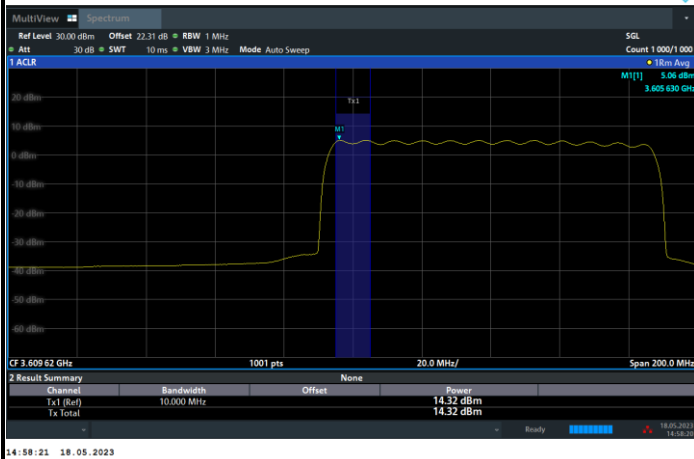 MultiView Spectrum
Ref Level 30.00 dBm Offset 22.31 dB RBW 1 MHz SGL
Att 30 dB SWT 10 ms VBW 3 MHz Mode Auto Sweep Count 1 000/1 000
1 ACLR 1Rm Avg
M1[1] 5.06 dBm
3.605 630 GHz
20 dBm
Tx1
10 dBm
M1
0 dBm
-10 dBm
-20 dBm
-30 dBm
-40 dBm
-50 dBm
-60 dBm
CF 3.609 62 GHz 1001 pts 20.0 MHz/ Span 200.0 MHz
2 Result Summary None
Channel Bandwidth Offset Power
Tx1 (Ref) 10.000 MHz 14.32 dBm
Tx Total 14.32 dBm
Ready 18.05.2023
14:58:20
14:58:21 18.05.2023